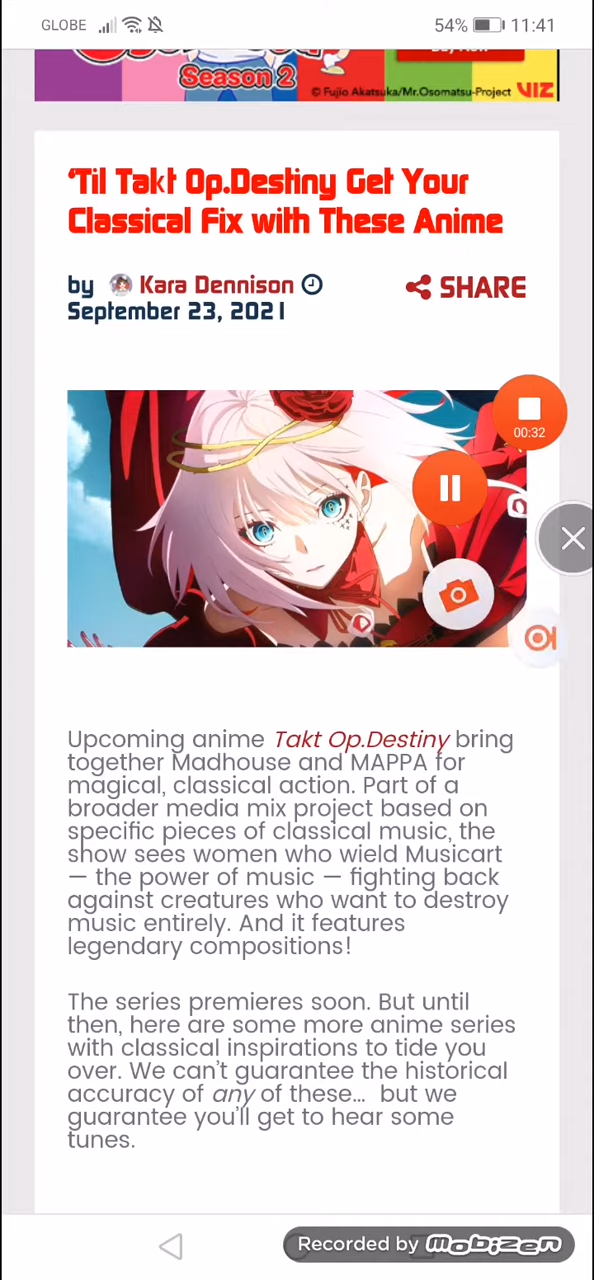 GLOBE 54% 11:41
Season 2
© Fujio Akatsuka/Mr.Osomatsu-Project VIZ
‘Til Takt Op.Destiny Get Your
Classical Fix with These Anime
by Kara Dennison
September 23, 2021
SHARE
00:32
Upcoming anime Takt Op.Destiny bring
together Madhouse and MAPPA for
magical, classical action. Part of a
broader media mix project based on
specific pieces of classical music, the
show sees women who wield Musicart
— the power of music — fighting back
against creatures who want to destroy
music entirely. And it features
legendary compositions!
The series premieres soon. But until
then, here are some more anime series
with classical inspirations to tide you
over. We can’t guarantee the historical
accuracy of any of these… but we
guarantee you’ll get to hear some
tunes.
Recorded by mobizen